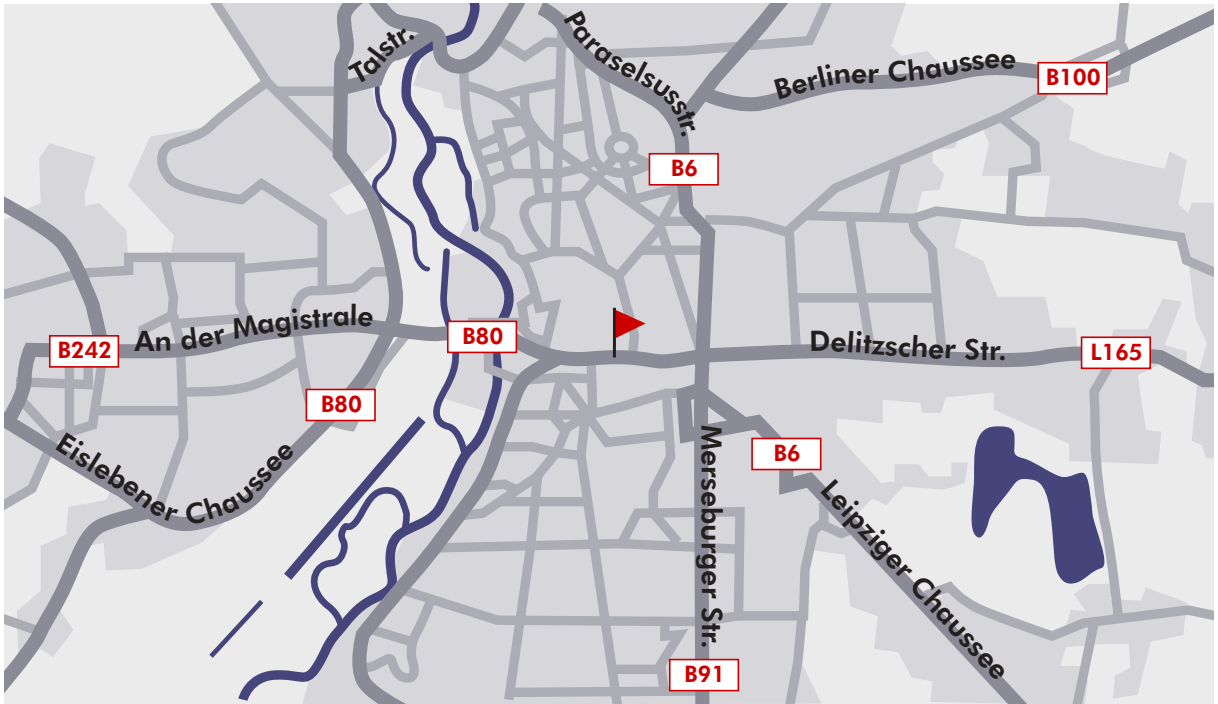 Talstr.
Paraselsusstr.
Berliner Chaussee
B100
B6
An der Magistrale
B242
B80
Delitzscher Str.
L165
B80
Eislebener Chaussee
Merseburger Str.
B6
Leipziger Chaussee
B91